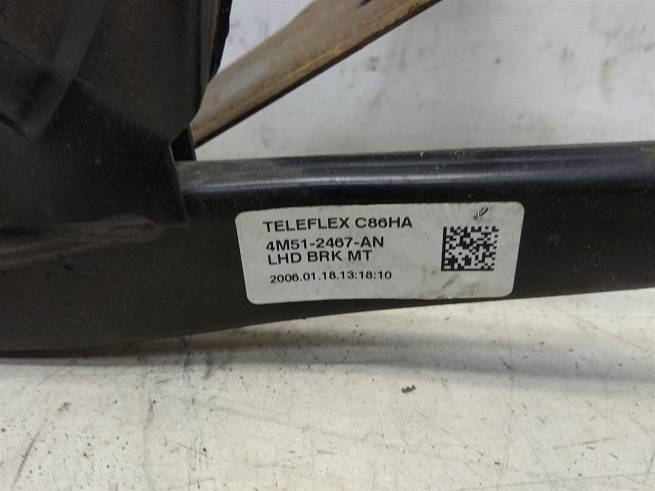 TELEFLEX C86HA
4M51-2467-AN
LHD BRK MT
2006.01.18.13:18:10